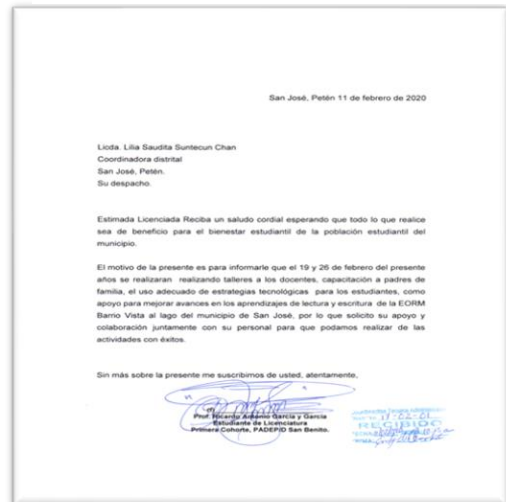 San José, Petén 11 de febrero de 2020
Licda. Lilia Saudita Suntecun Chan
Coordinadora distrital
San José, Petén.
Su despacho.
Estimada Licenciada Reciba un saludo cordial esperando que todo lo que realice
sea de beneficio para el bienestar estudiantil de la población estudiantil del
municipio.
El motivo de la presente es para informarle que el 19 y 26 de febrero del presente
años se realizaran realizando talleres a los docentes, capacitación a padres de
familia, el uso adecuado de estrategias tecnológicas para los estudiantes, como
apoyo para mejorar avances en los aprendizajes de lectura y escritura de la EORM
Barrio Vista al lago del municipio de San José, por lo que solicito su apoyo y
colaboración juntamente con su personal para que podamos realizar de las
actividades con éxitos.
Sin más sobre la presente me suscribimos de usted, atentamente,
Prof. Ricardo Antonio García y García
Estudiante de Licenciatura
Primera Cohorte, PADEP/D San Benito.
RECIBIDO